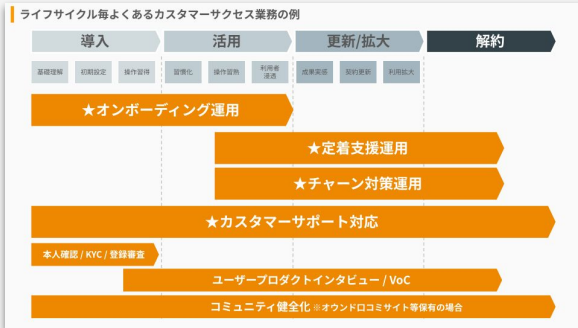 ライフサイクル毎よくあるカスタマーサクセス業務の例
導入
活用
更新/拡大
解約
基礎理解
初期設定
操作習得
習慣化
操作習熟
利用者
浸透
成果実感
契約更新
利用拡大
★オンボーディング運用
★定着支援運用
★チャーン対策運用
★カスタマーサポート対応
本人確認 / KYC / 登録審査
ユーザープロダクトインタビュー / VoC
コミュニティ健全化 ※オウンド口コミサイト等保有の場合